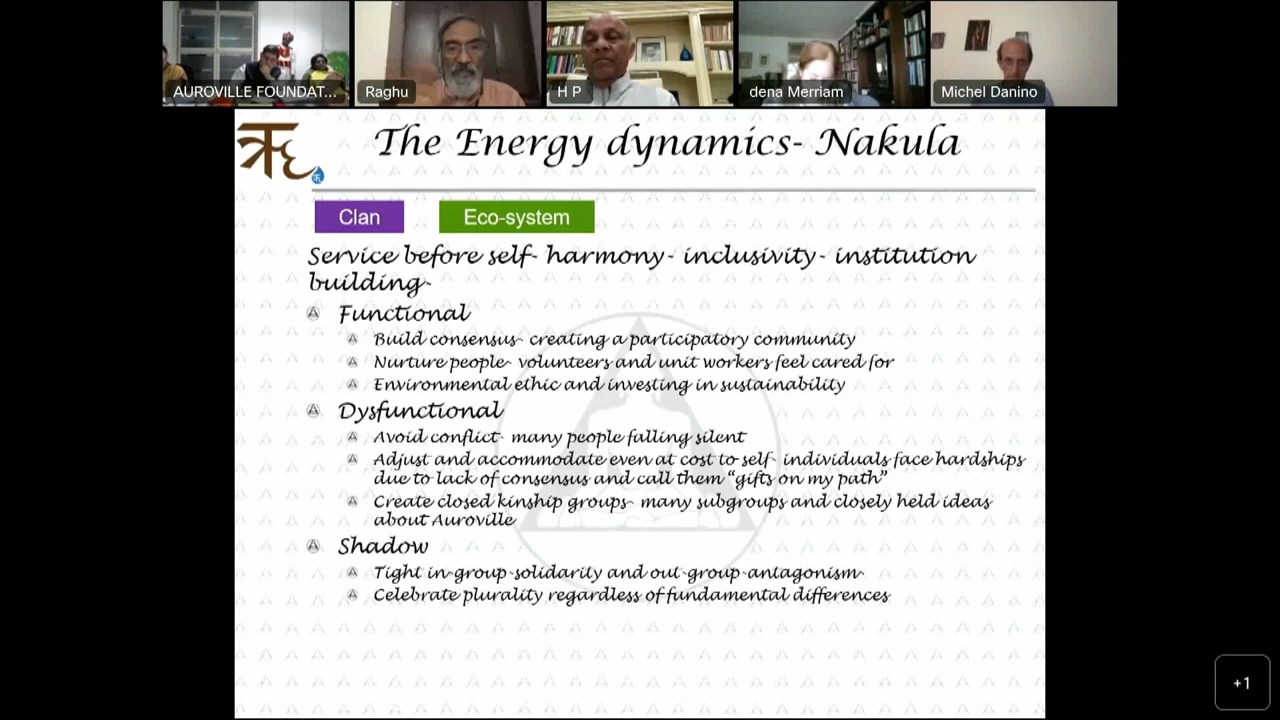 AUROVILLE FOUNDAT...
Raghu
H P
dena Merriam
Michel Danino
The Energy dynamics- Nakula
Clan
Eco-system
Service before self- harmony- inclusivity- institution
building-
Functional
Build consensus- creating a participatory community
Nurture people- volunteers and unit workers feel cared for
Environmental ethic and investing in sustainability
Dysfunctional
Avoid conflict- many people falling silent
Adjust and accommodate even at cost to self- individuals face hardships
due to lack of consensus and call them “gifts on my path”
Create closed kinship groups- many subgroups and closely held ideas
about Auroville
Shadow
Tight in-group-solidarity and out-group-antagonism-
Celebrate plurality regardless of fundamental differences
+1